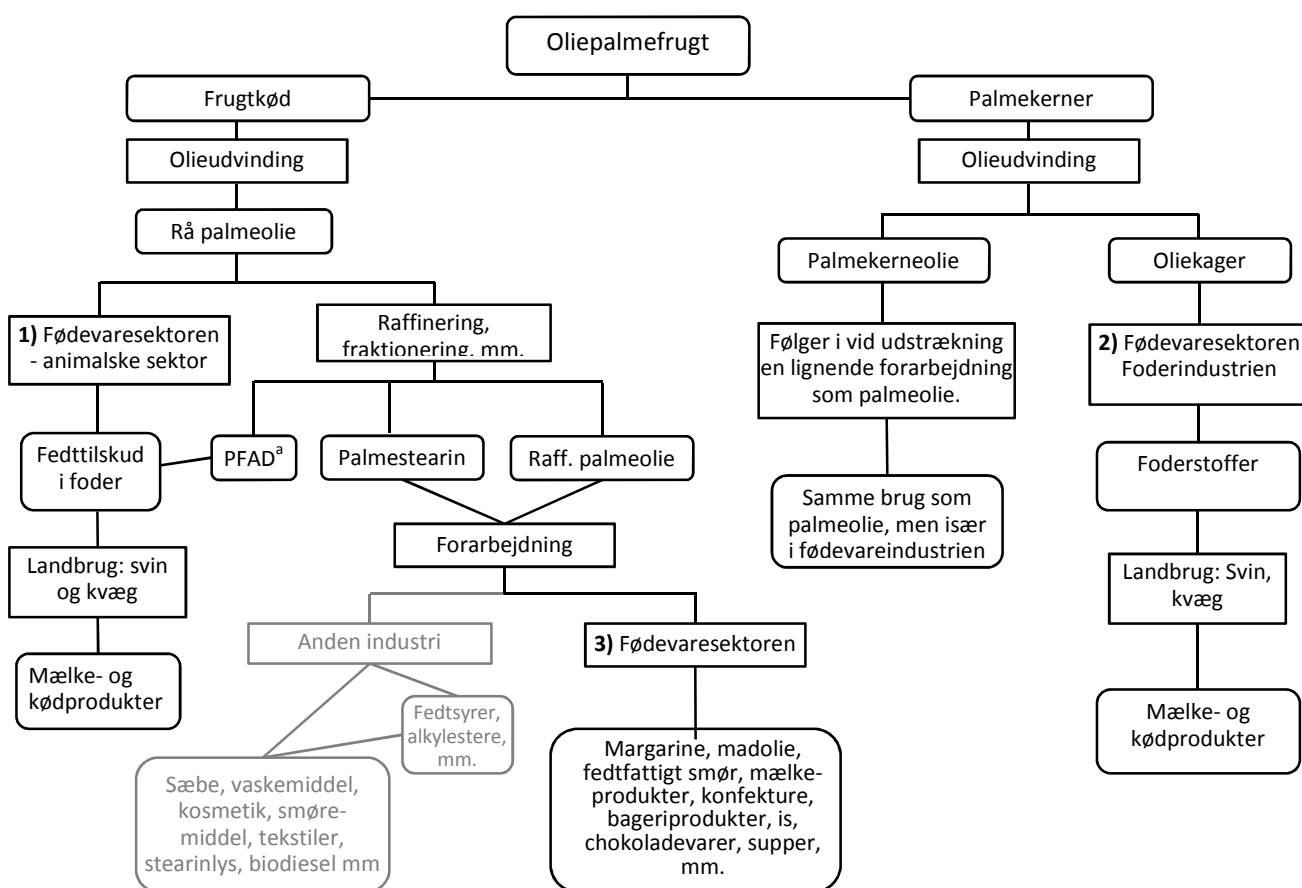 Oliepalmefrugt
Frugtkød
Palmekerner
Olieudvinding
Olieudvinding
Rå palmeolie
Palmekerneolie
Oliekager
1) Fødevaresektoren
- animalske sektor
Raffinering,
fraktionering, mm.
Følger i vid udstrækning
en lignende forarbejdning
som palmeolie.
2) Fødevaresektoren
Foderindustrien
Fedttilskud
i foder
PFADᵃ
Palmestearin
Raff. palmeolie
Foderstoffer
Samme brug som
palmeolie, men især
i fødevareindustrien
Forarbejdning
Landbrug: svin
og kvæg
Landbrug: Svin,
kvæg
Anden industri
3) Fødevaresektoren
Mælke- og
kødprodukter
Fedtsyrer,
alkylestere,
mm.
Mælke- og
kødprodukter
Sæbe, vaskemiddel,
kosmetik, smøre-
middel, tekstiler,
stearinlys, biodiesel mm
Margarine, madolie,
fedtfattigt smør, mælke-
produkter, konfekture,
bageriprodukter, is,
chokoladevarer, supper,
mm.